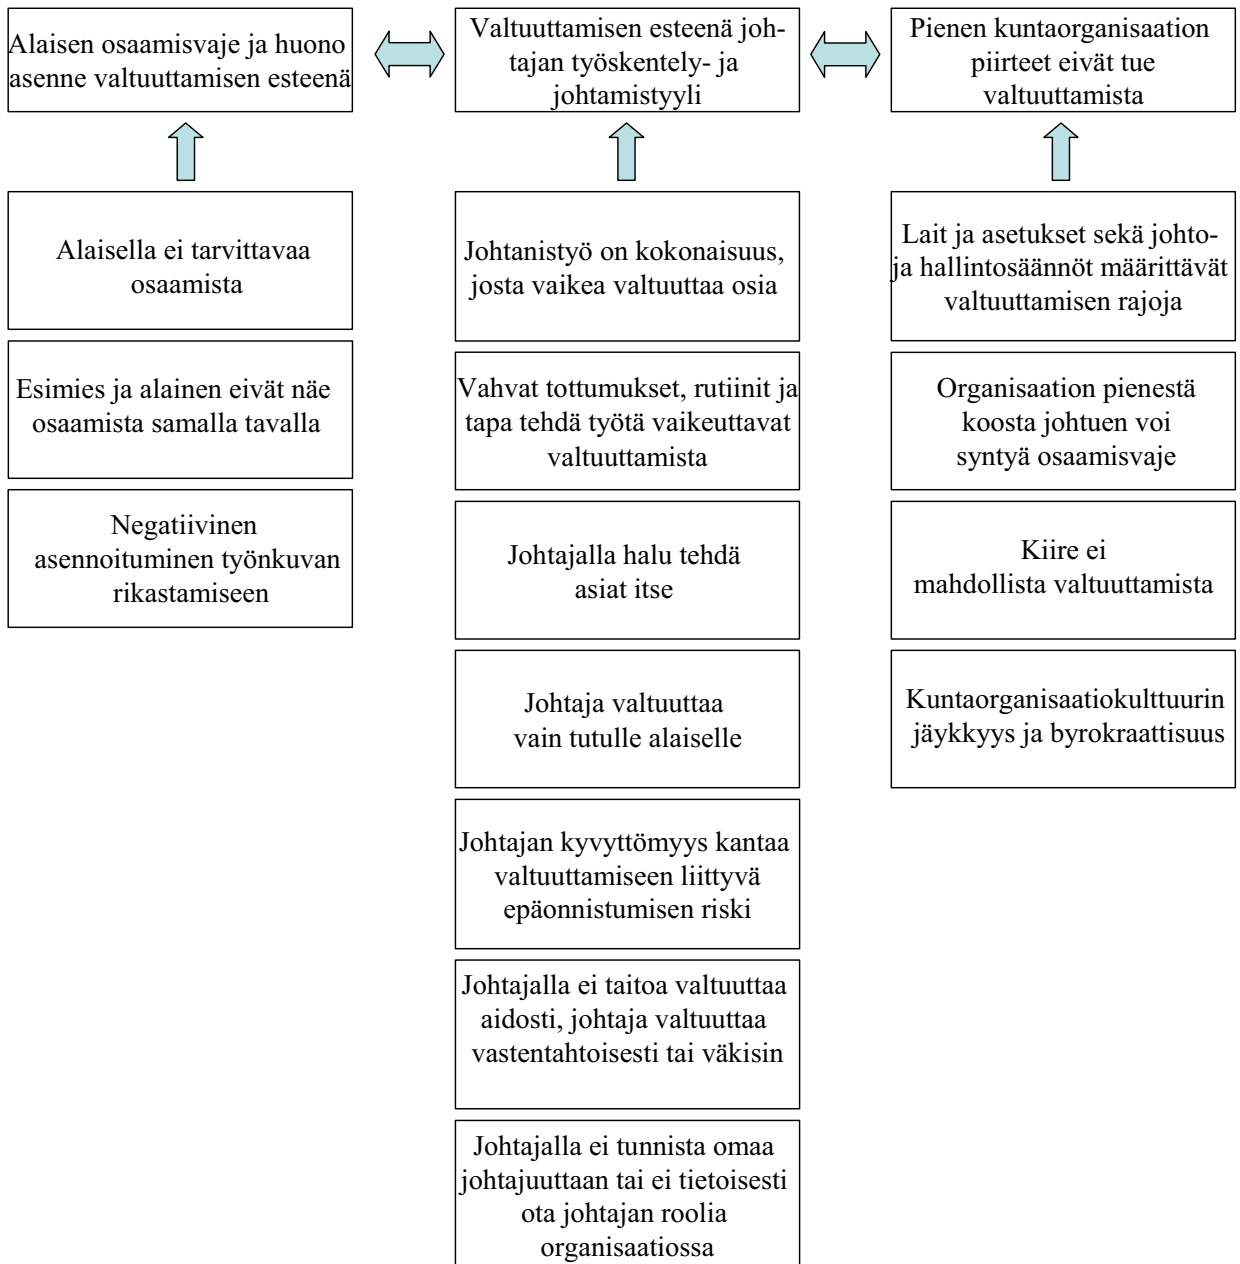 Alaisen osaamisvaje ja huono
asenne valtuuttamisen esteenä
Valtuuttamisen esteenä joh-
tajan työskentely- ja
johtamistyyli
Pienen kuntaorganisaation
piirteet eivät tue
valtuuttamista
Alaisella ei tarvittavaa
osaamista
Esimies ja alainen eivät näe
osaamista samalla tavalla
Negatiivinen
asennoituminen työnkuvan
rikastamiseen
Johtanistyö on kokonaisuus,
josta vaikea valtuuttaa osia
Vahvat tottumukset, rutiinit ja
tapa tehdä työtä vaikeuttavat
valtuuttamista
Johtajalla halu tehdä
asiat itse
Johtaja valtuuttaa
vain tutulle alaiselle
Johtajan kyvyttömyys kantaa
valtuuttamiseen liittyvä
epäonnistumisen riski
Johtajalla ei taitoa valtuuttaa
aidosti, johtaja valtuuttaa
vastentahtoisesti tai väkisin
Johtajalla ei tunnista omaa
johtajuuttaan tai ei tietoisesti
ota johtajan roolia
organisaatiossa
Lait ja asetukset sekä johto-
ja hallintosäännöt määrittävät
valtuuttamisen rajoja
Organisaation pienestä
koosta johtuen voi
syntyä osaamisvaje
Kiire ei
mahdollista valtuuttamista
Kuntaorganisaatiokulttuurin
jäykkyys ja byrokraattisuus